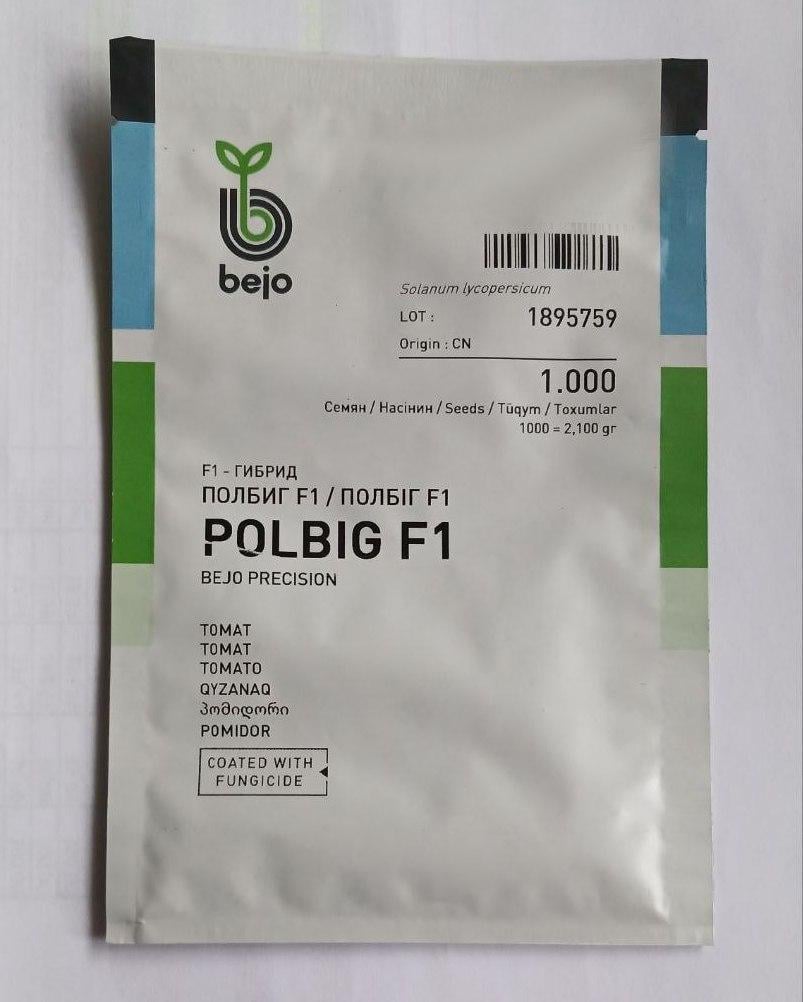 bejo
Solanum lycopersicum
LOT : 1895759
Origin : CN
1.000
Семян / Насінин / Seeds / Tūqym / Toxumlar
1000 = 2,100 gr
F1 - ГИБРИД
ПОЛБИГ F1 / ПОЛБІГ F1
POLBIG F1
BEJO PRECISION
ТОМАТ
ТОМАТ
TOMATO
QYZANAQ
პომიდორი
POMIDOR
COATED WITH
FUNGICIDE